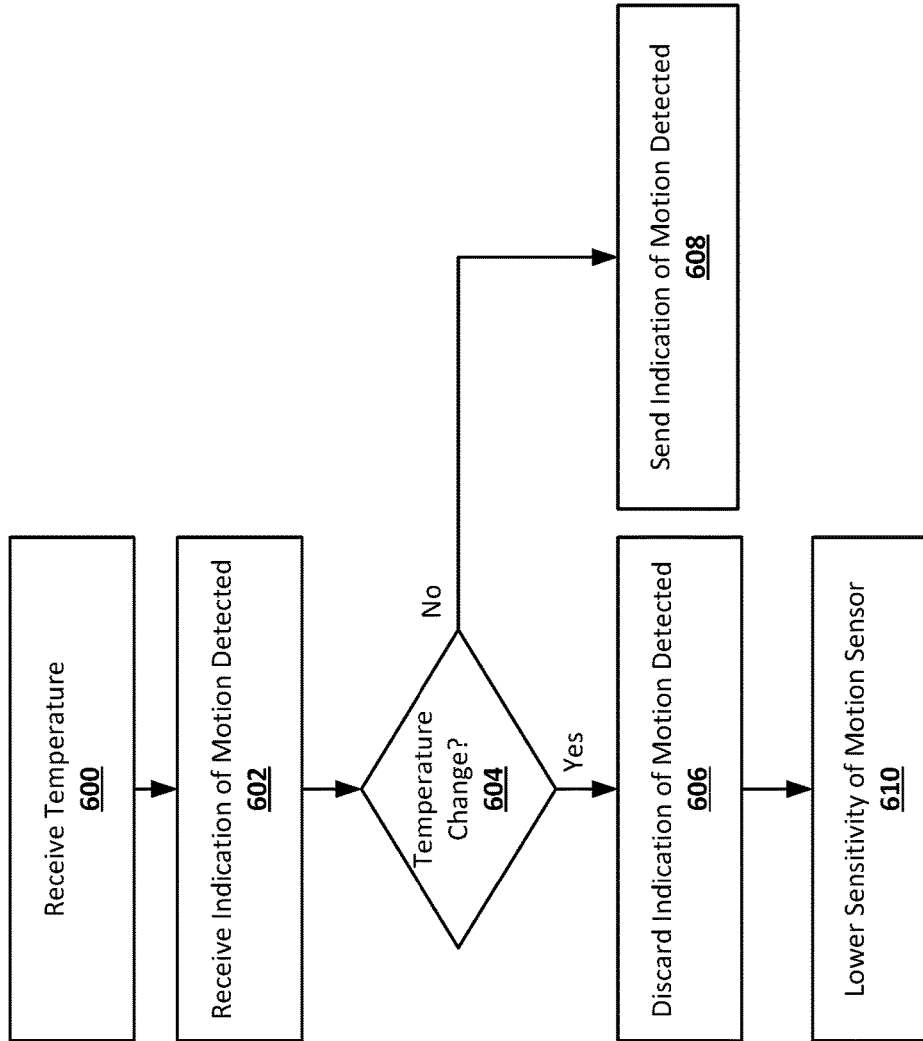 Receive Temperature
600
Receive Indication of Motion Detected
602
Temperature
Change?
604
No
Yes
Discard Indication of Motion Detected
606
Send Indication of Motion Detected
608
Lower Sensitivity of Motion Sensor
610